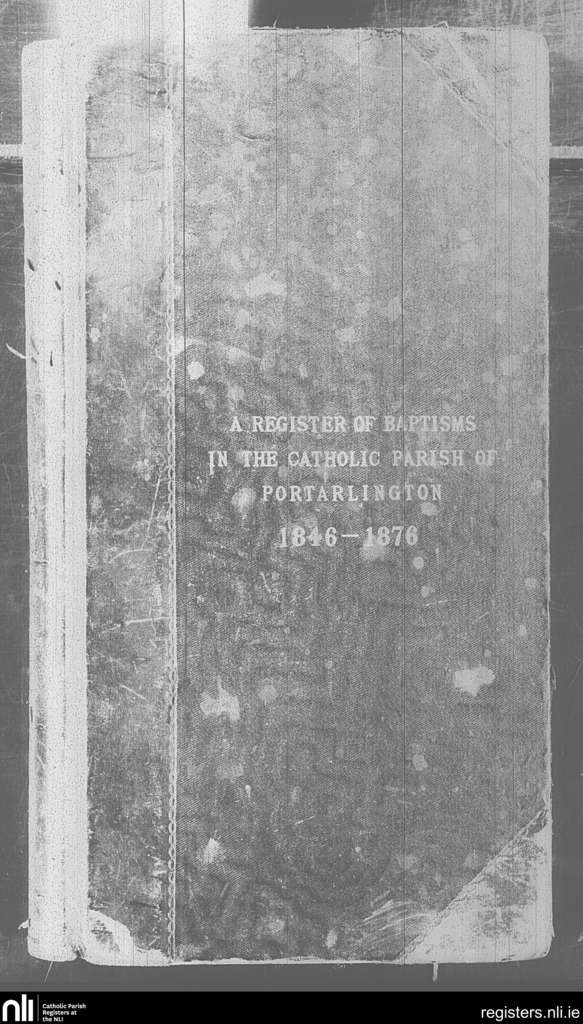 A REGISTER OF BAPTISMS
IN THE CATHOLIC PARISH OF
PORTARLINGTON
1846—1876
nli
Catholic Parish
Registers at
the NLI
registers.nli.ie